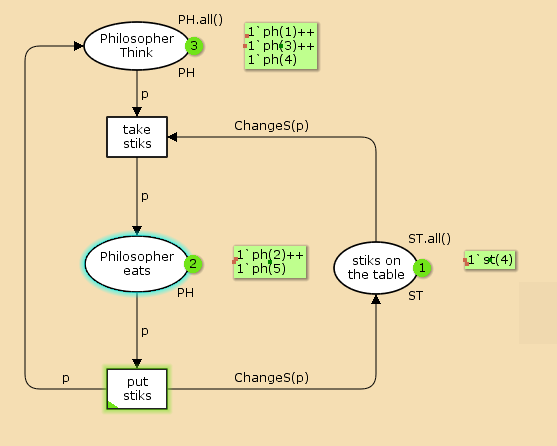 PH.all()
Philosopher
Think
3
PH
1`ph(1)++
1`ph(3)++
1`ph(4)
p
take
stiks
ChangeS(p)
p
Philosopher
eats
2
PH
1`ph(2)++
1`ph(5)
ST.all()
stiks on
the table
1
ST
1`st(4)
p
put
stiks
p
ChangeS(p)